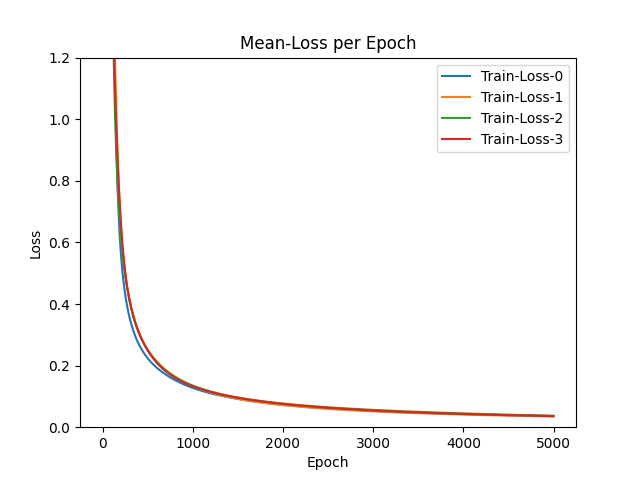 Mean-Loss per Epoch
1.2
1.0
0.8
0.6
0.4
0.2
0.0
Loss
Train-Loss-0
Train-Loss-1
Train-Loss-2
Train-Loss-3
0 1000 2000 3000 4000 5000
Epoch